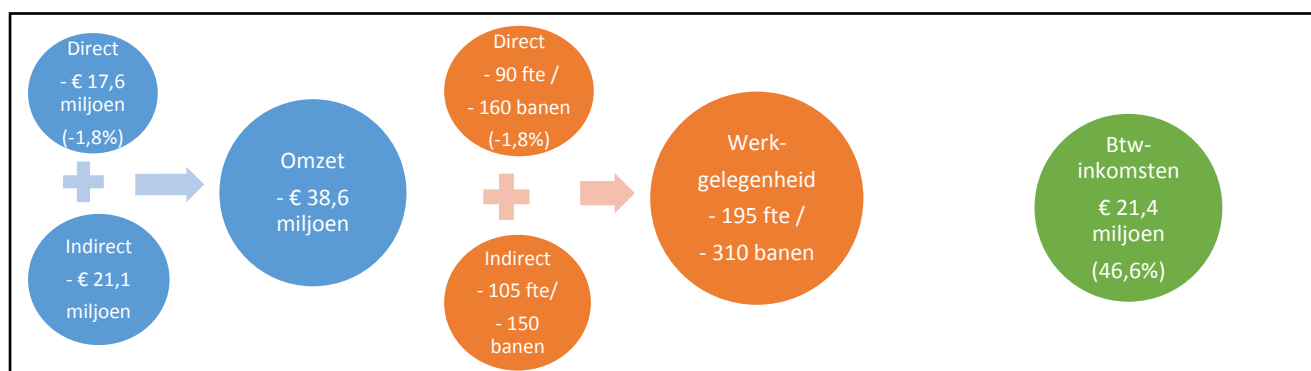 Direct
- € 17,6
miljoen
(-1,8%)
Indirect
- € 21,1
miljoen
Omzet
- € 38,6
miljoen
Direct
- 90 fte /
- 160 banen
(-1,8%)
Indirect
- 105 fte/
- 150
banen
Werk-
gelegenheid
- 195 fte /
- 310 banen
Btw-
inkomsten
€ 21,4
miljoen
(46,6%)